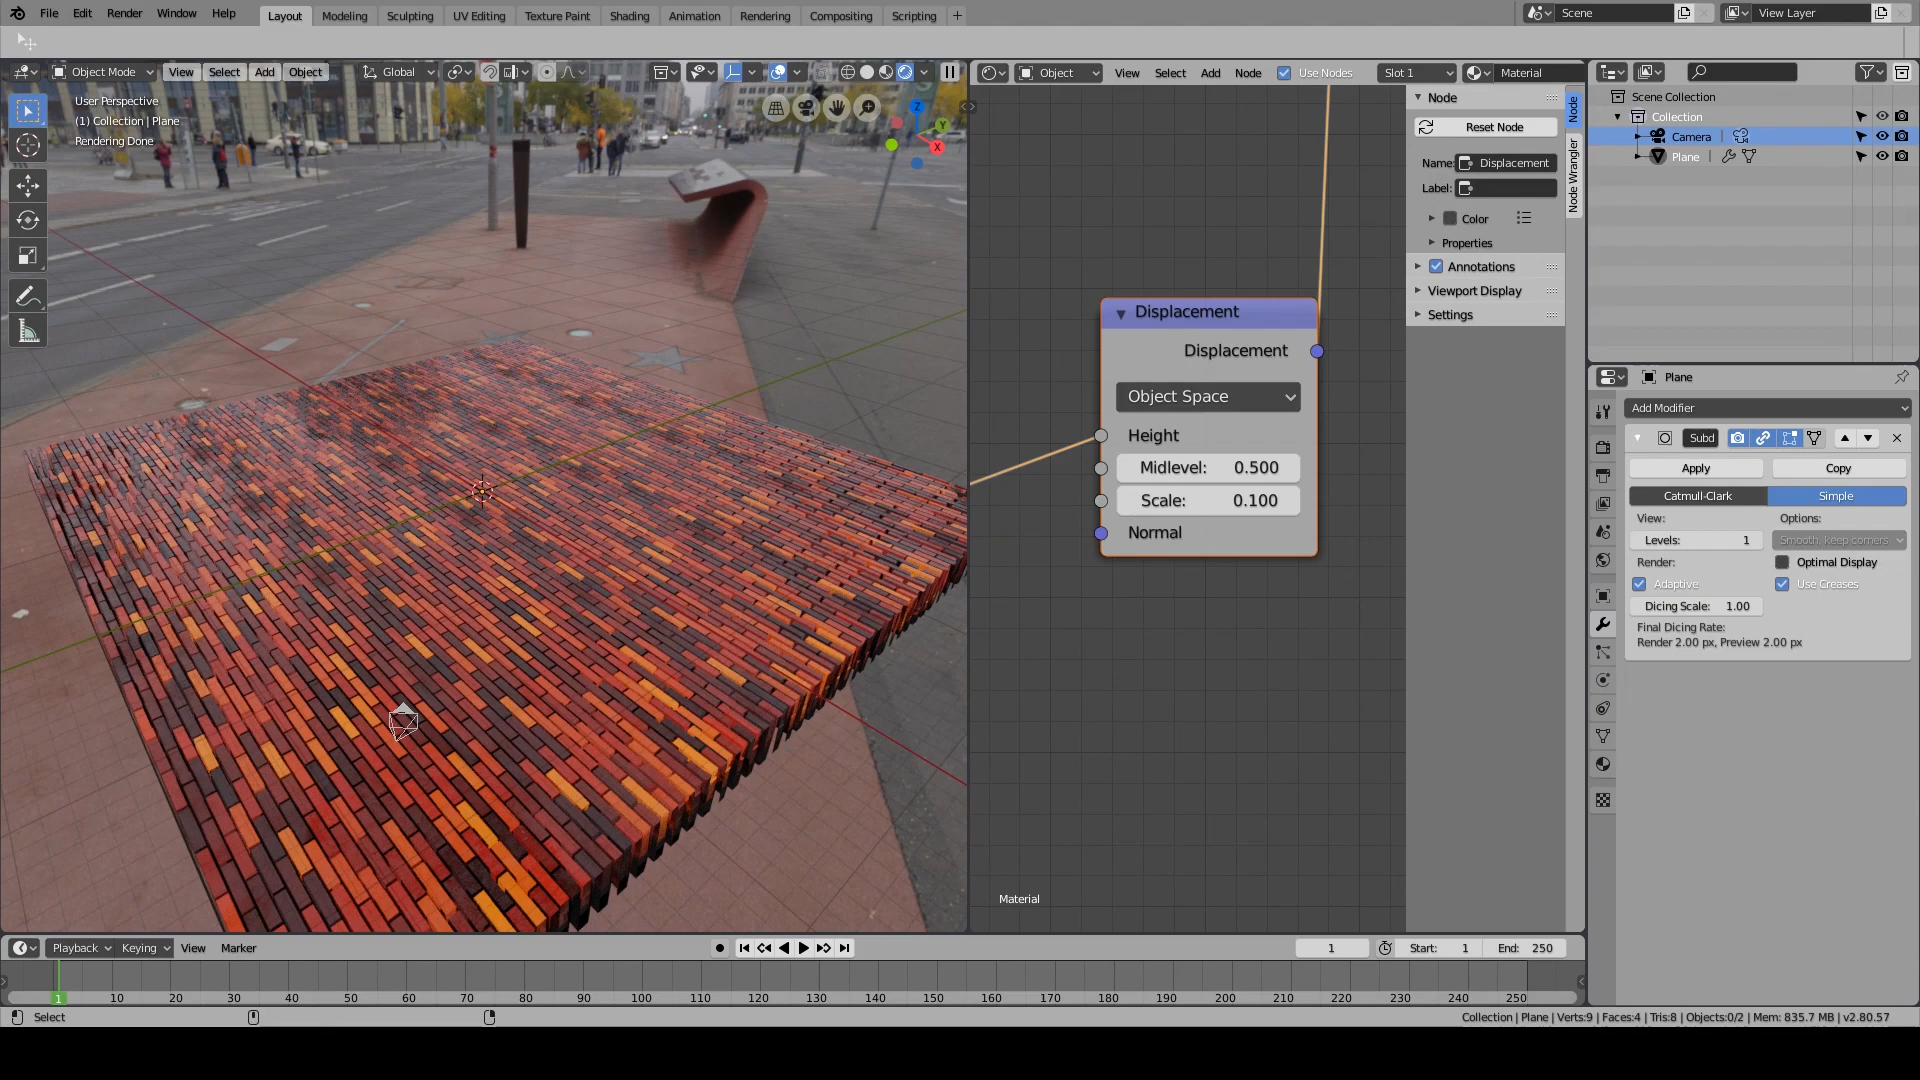 File Edit Render Window Help Layout Modeling Sculpting UV Editing Texture Paint Shading Animation Rendering Compositing Scripting + Scene View Layer
Object Mode View Select Add Object Global
Object View Select Add Node Use Nodes Slot 1 Material
User Perspective
(1) Collection | Plane
Rendering Done
Z
Y
X
Node
Reset Node
Name: Displacement
Label:
Color
Properties
Annotations
Viewport Display
Settings
Node
Node Wrangler
Displacement
Displacement
Object Space
Height
Midlevel: 0.500
Scale: 0.100
Normal
Material
Scene Collection
Collection
Camera
Plane
Plane
Add Modifier
Subd
Apply Copy
Catmull-Clark Simple
View: Options:
Levels: 1 Smooth, keep corners
Render: Optimal Display
Adaptive Use Creases
Dicing Scale: 1.00
Final Dicing Rate:
Render 2.00 px, Preview 2.00 px
Playback Keying View Marker 1 Start: 1 End: 250
1 10 20 30 40 50 60 70 80 90 100 110 120 130 140 150 160 170 180 190 200 210 220 230 240 250
Select Collection | Plane | Verts:9 | Faces:4 | Tris:8 | Objects:0/2 | Mem: 835.7 MB | v2.80.57